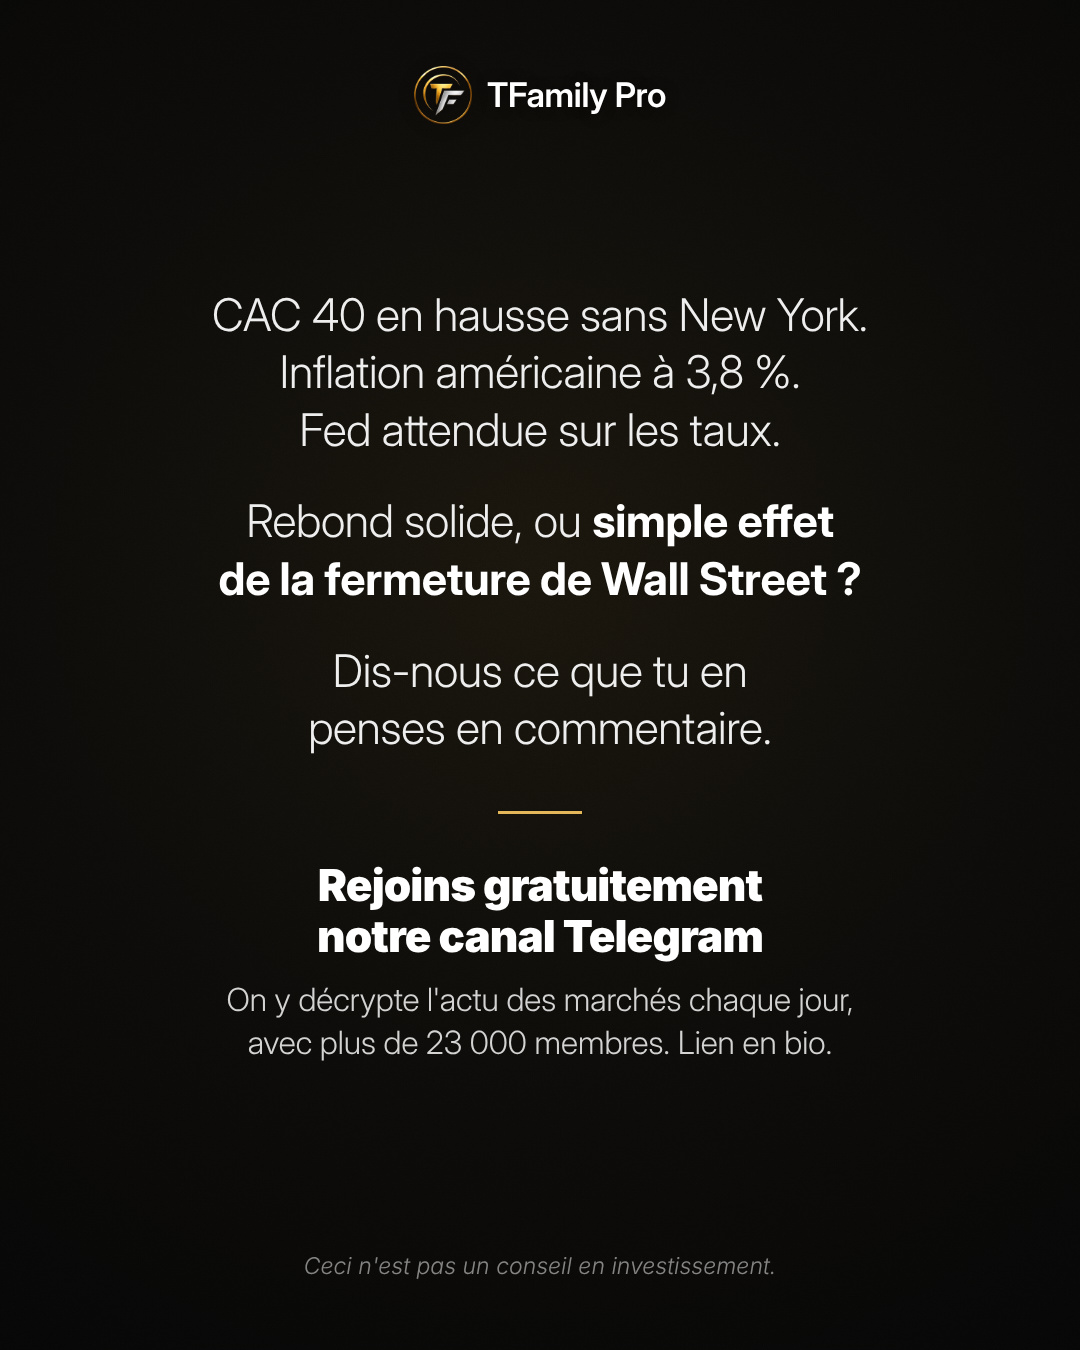 TF TFamily Pro
CAC 40 en hausse sans New York.
Inflation américaine à 3,8 %.
Fed attendue sur les taux.
Rebond solide, ou simple effet
de la fermeture de Wall Street ?
Dis-nous ce que tu en
penses en commentaire.
Rejoins gratuitement
notre canal Telegram
On y décrypte l'actu des marchés chaque jour,
avec plus de 23 000 membres. Lien en bio.
Ceci n'est pas un conseil en investissement.